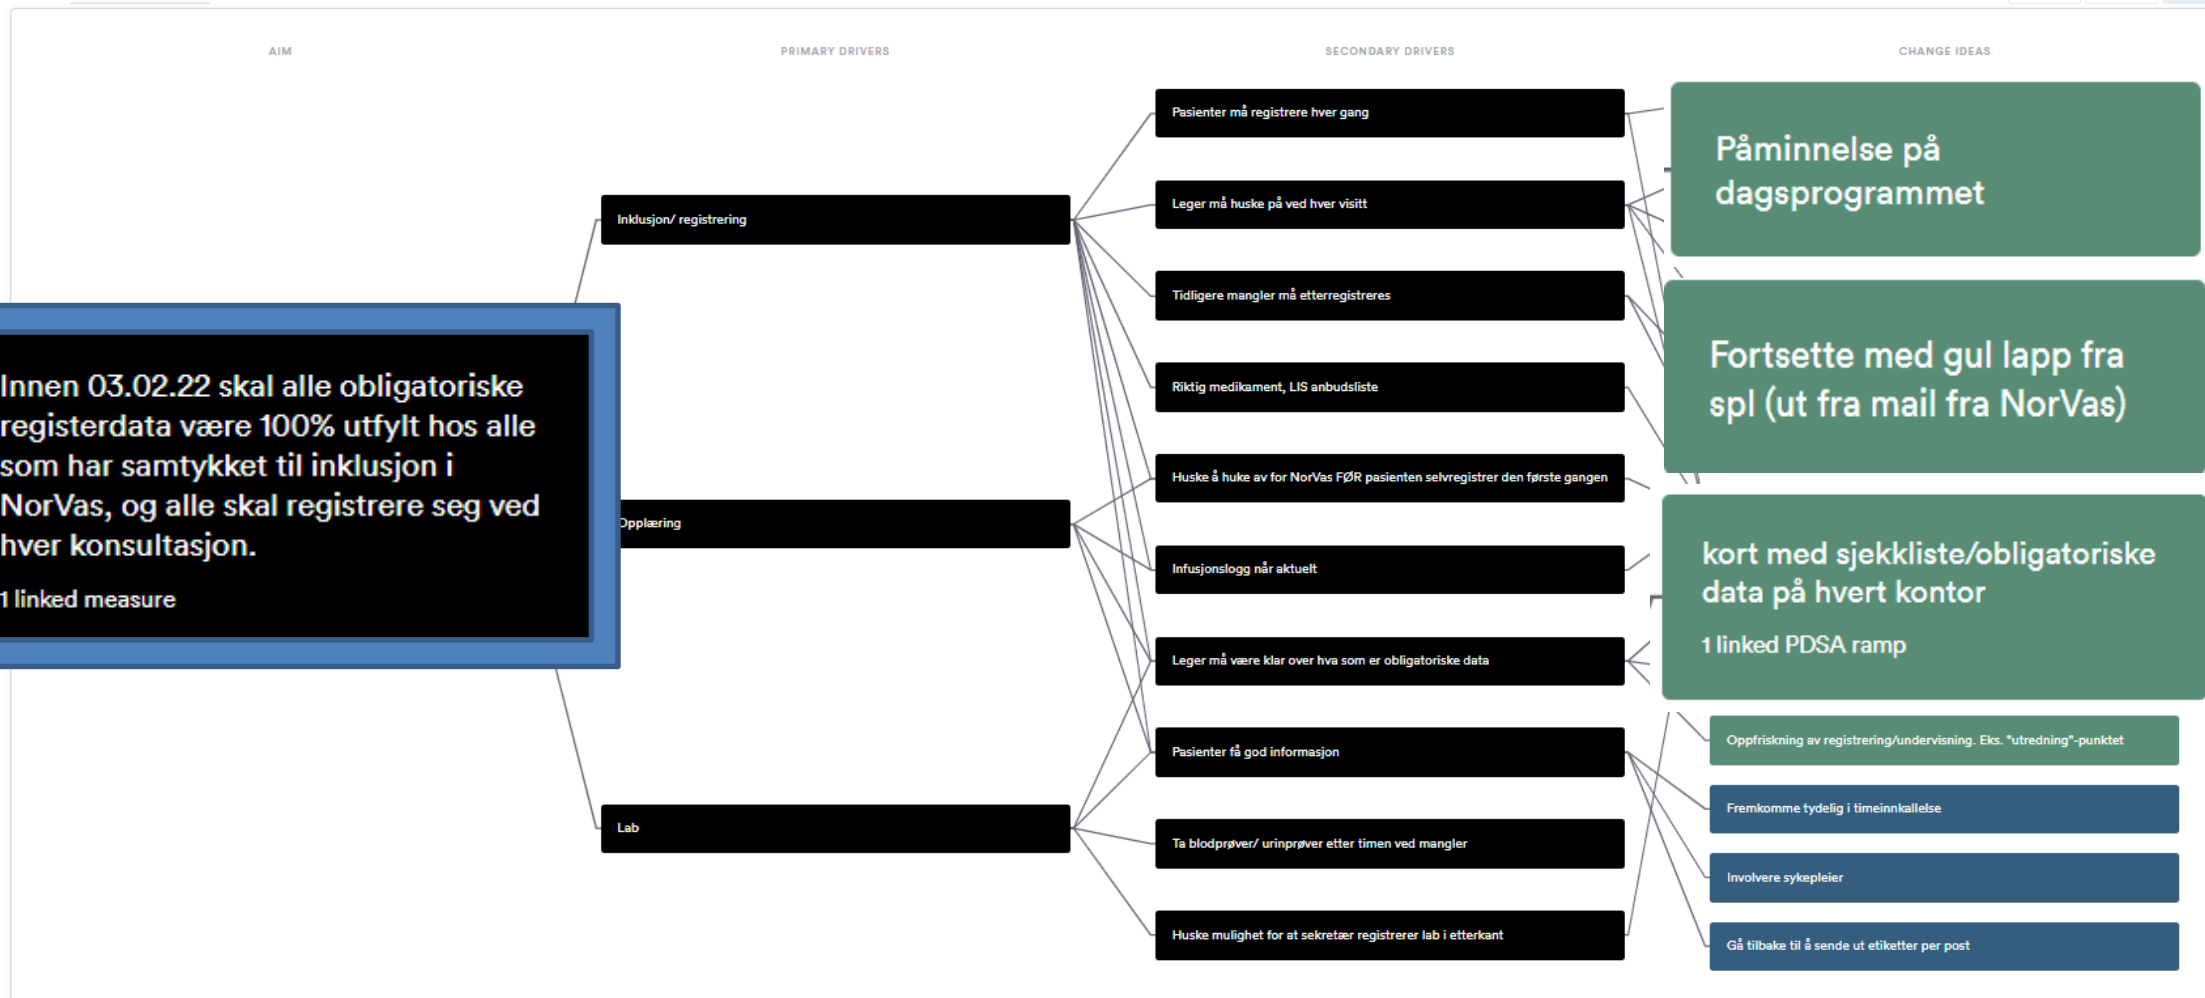 AIM
PRIMARY DRIVERS
SECONDARY DRIVERS
CHANGE IDEAS
Innen 03.02.22 skal alle obligatoriske
registerdata være 100% utfylt hos alle
som har samtykket til inklusjon i
NorVas, og alle skal registrere seg ved
hver konsultasjon.
1 linked measure
Inklusjon/ registrering
Opplæring
Lab
Pasienter må registrere hver gang
Leger må huske på ved hver visitt
Tidligere mangler må etterregistreres
Riktig medikament, LIS anbudsliste
Huske å huke av for NorVas FØR pasienten selvregistrer den første gangen
Infusjonslogg når aktuelt
Leger må være klar over hva som er obligatoriske data
Pasienter få god informasjon
Ta blodprøver/ urinprøver etter timen ved mangler
Huske mulighet for at sekretær registrerer lab i etterkant
Påminnelse på
dagsprogrammet
Fortsette med gul lapp fra
spl (ut fra mail fra NorVas)
kort med sjekkliste/obligatoriske
data på hvert kontor
1 linked PDSA ramp
Oppfriskning av registrering/undervisning. Eks. "utredning"-punktet
Fremkomme tydelig i timeinnkallelse
Involvere sykepleier
Gå tilbake til å sende ut etiketter per post